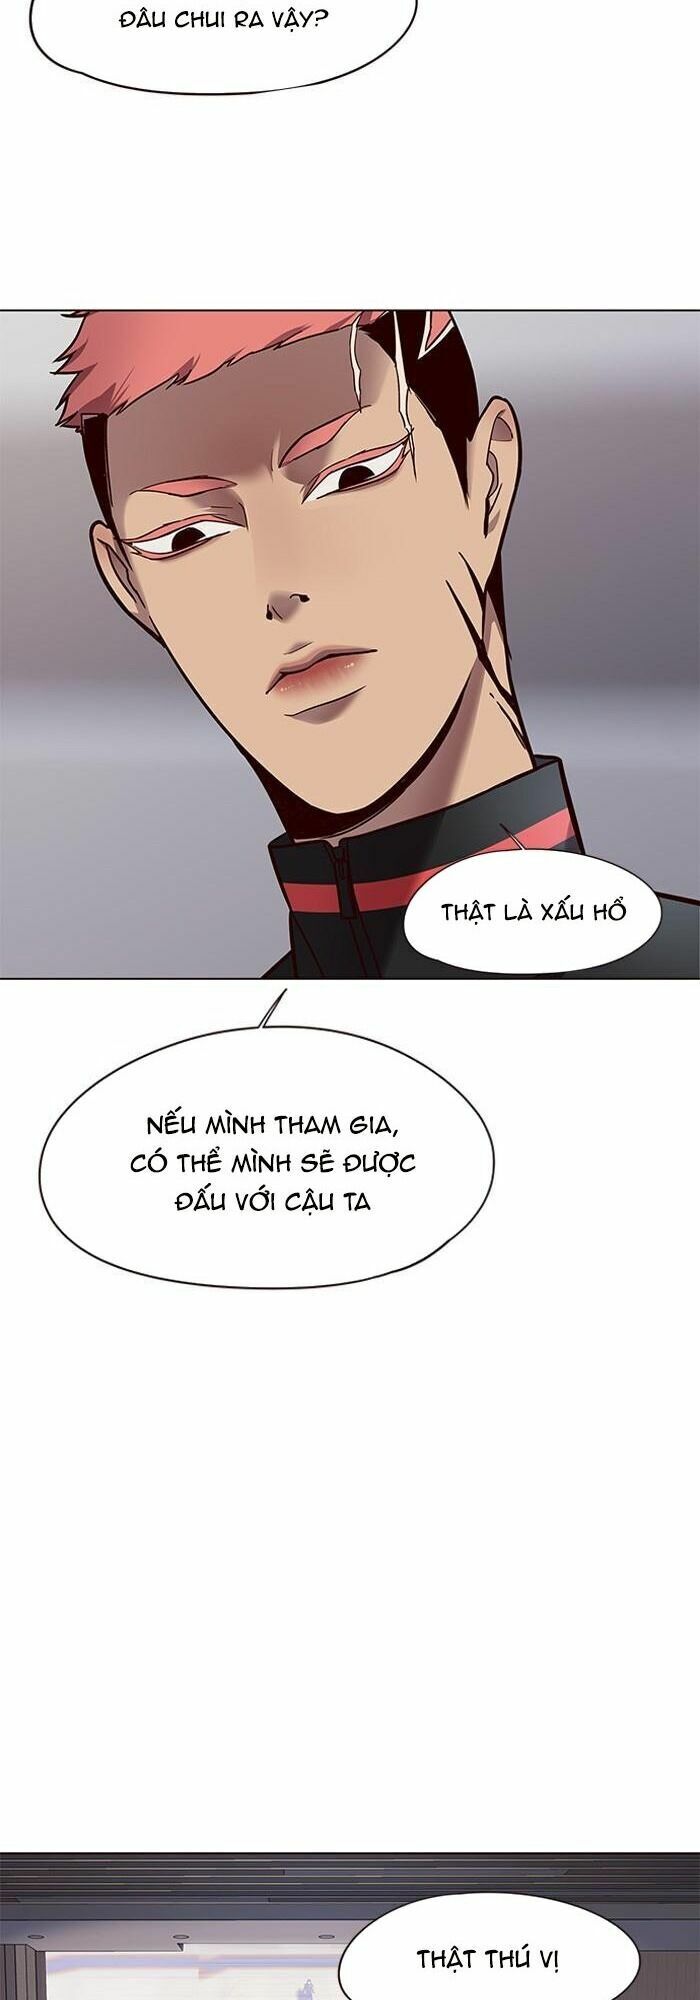 ĐÂU CHUI RA VẬY?
THẬT LÀ XẤU HỔ
NẾU MÌNH THAM GIA,
CÓ THỂ MÌNH SẼ ĐƯỢC
ĐẤU VỚI CẬU TA
THẬT THÚ VỊ